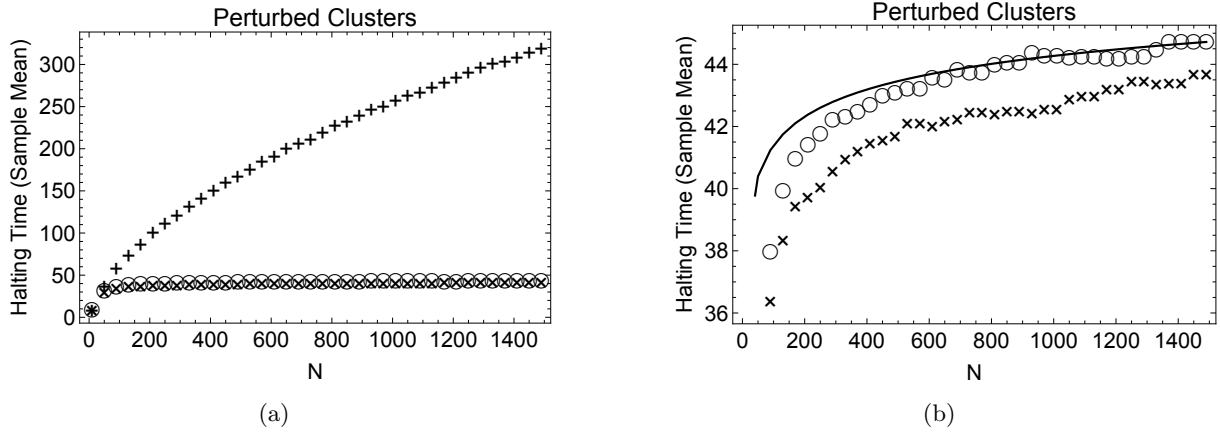 Perturbed Clusters
Halting Time (Sample Mean)
300
250
200
150
100
50
0
0 200 400 600 800 1000 1200 1400
N
(a)
Perturbed Clusters
Halting Time (Sample Mean)
44
42
40
38
36
0 200 400 600 800 1000 1200 1400
N
(b)